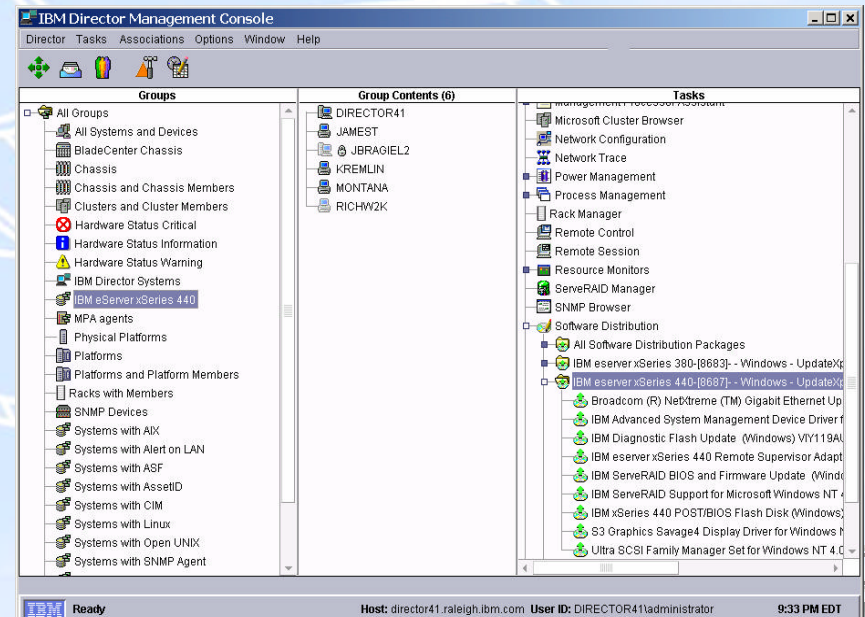 IBM Director Management Console
Director Tasks Associations Options Window Help
Groups
All Groups
All Systems and Devices
BladeCenter Chassis
Chassis
Chassis and Chassis Members
Clusters and Cluster Members
Hardware Status Critical
Hardware Status Information
Hardware Status Warning
IBM Director Systems
IBM eServer xSeries 440
MPA agents
Physical Platforms
Platforms
Platforms and Platform Members
Racks with Members
SNMP Devices
Systems with AIX
Systems with Alert on LAN
Systems with ASF
Systems with AssetID
Systems with CIM
Systems with Linux
Systems with Open UNIX
Systems with SNMP Agent
Group Contents (6)
DIRECTOR41
JAMEST
JBRAGIEL2
KREMLIN
MONTANA
RICHW2K
Tasks
Management Processor Assistant
Microsoft Cluster Browser
Network Configuration
Network Trace
Power Management
Process Management
Rack Manager
Remote Control
Remote Session
Resource Monitors
ServeRAID Manager
SNMP Browser
Software Distribution
All Software Distribution Packages
IBM eserver xSeries 380-[8683]- - Windows - UpdateXp
IBM eserver xSeries 440-[8687]- - Windows - UpdateXp
Broadcom (R) NetXtreme (TM) Gigabit Ethernet Up
IBM Advanced System Management Device Driver f
IBM Diagnostic Flash Update (Windows) VIY119AU
IBM eserver xSeries 440 Remote Supervisor Adapt
IBM ServeRAID BIOS and Firmware Update (Windo
IBM ServeRAID Support for Microsoft Windows NT 4
IBM xSeries 440 POST/BIOS Flash Disk (Windows)
S3 Graphics Savage4 Display Driver for Windows N
Ultra SCSI Family Manager Set for Windows NT 4.0
IBM Ready Host: director41.raleigh.ibm.com User ID: DIRECTOR41\administrator 9:33 PM EDT